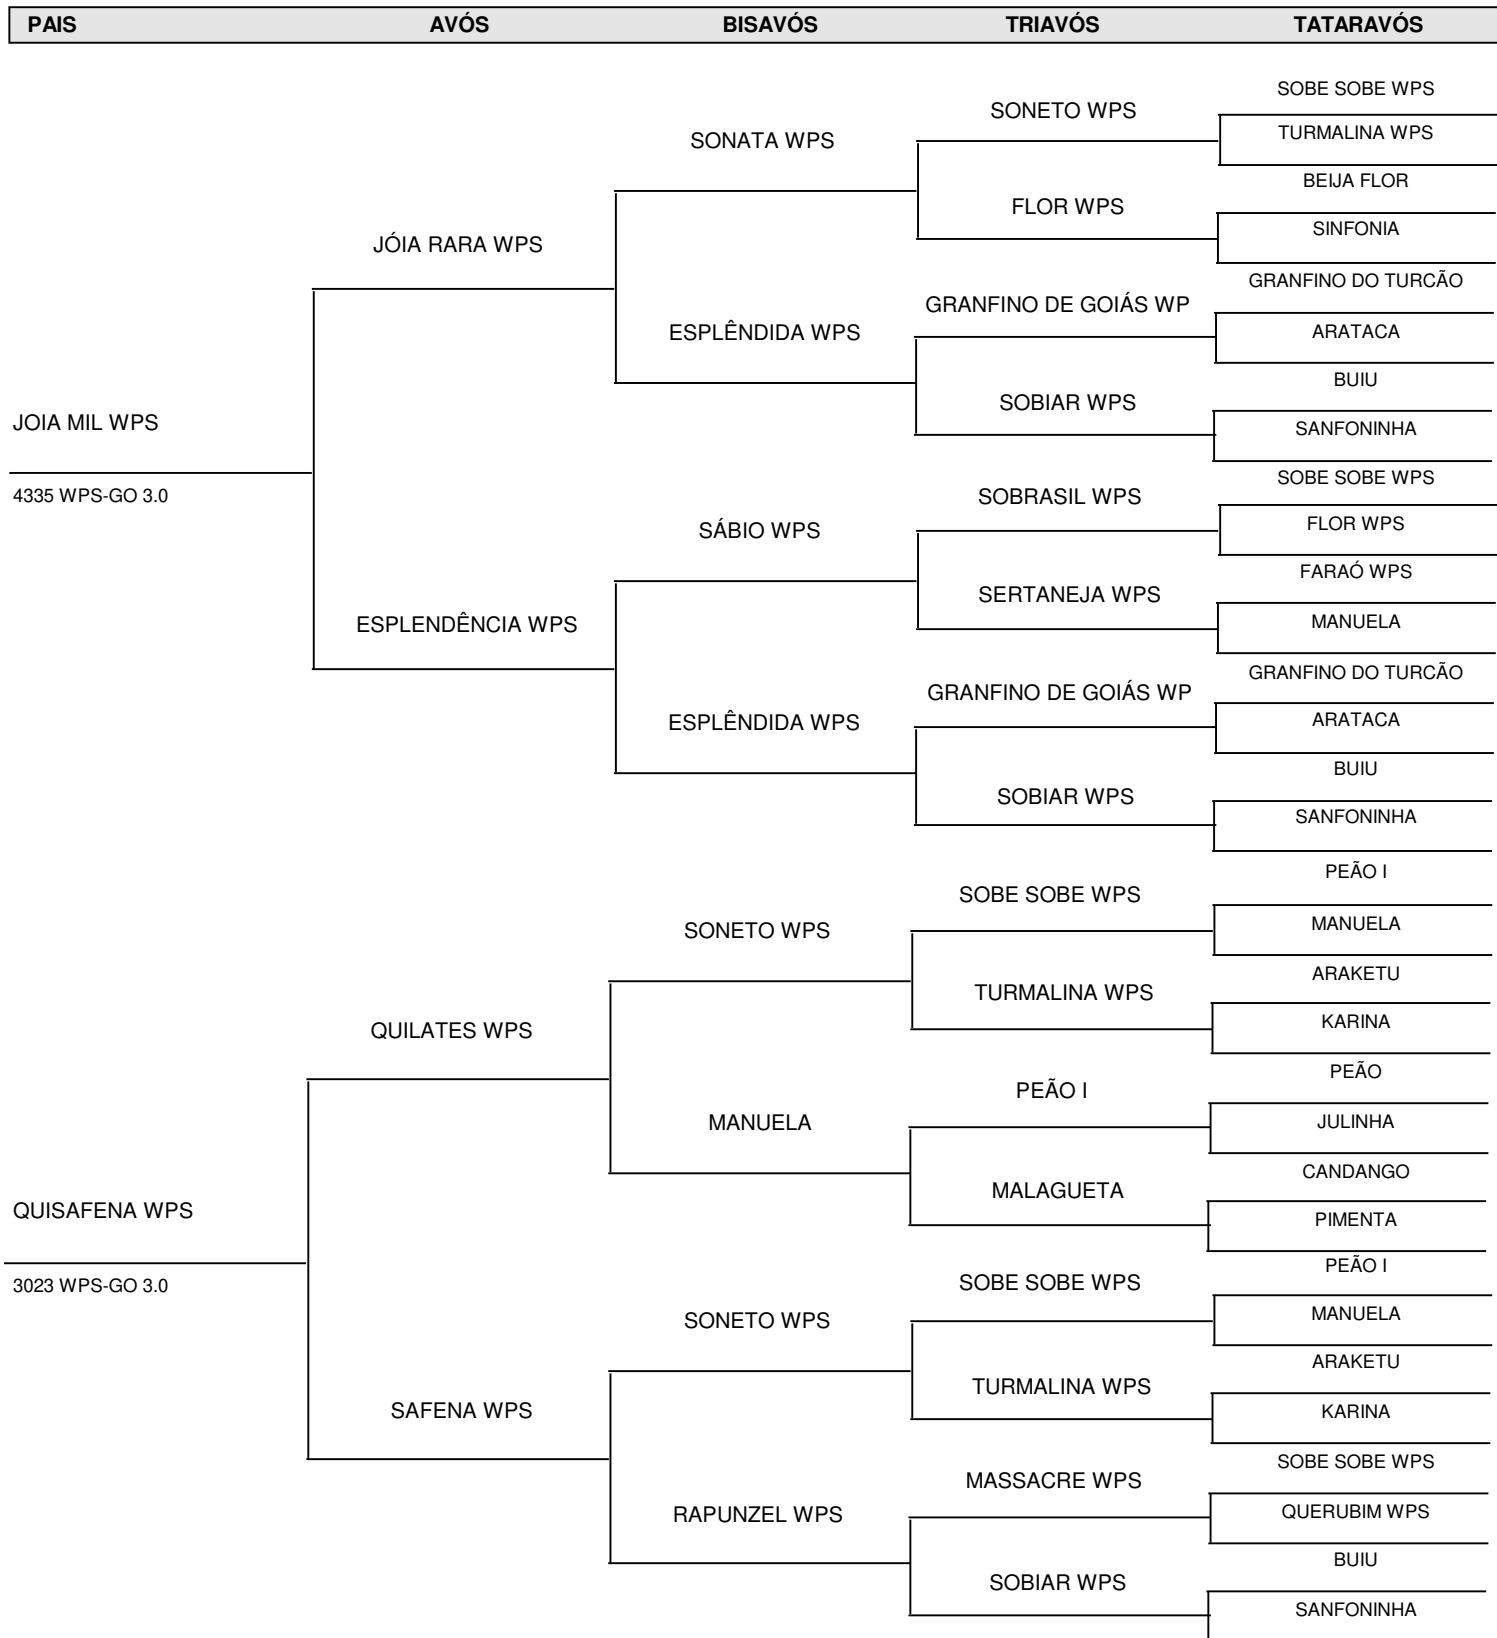 PAIS AVÓS BISAVÓS TRIAVÓS TATARAVÓS
SOBE SOBE WPS
SONETO WPS
TURMALINA WPS
SONATA WPS
BEIJA FLOR
FLOR WPS
SINFONIA
JÓIA RARA WPS
GRANFINO DO TURCÃO
GRANFINO DE GOIÁS WP
ARATACA
ESPLÊNDIDA WPS
BUIU
SOBIAR WPS
SANFONINHA
JOIA MIL WPS
4335 WPS-GO 3.0
SOBE SOBE WPS
SOBRASIL WPS
FLOR WPS
SÁBIO WPS
FARAÓ WPS
SERTANEJA WPS
MANUELA
ESPLENDÊNCIA WPS
GRANFINO DO TURCÃO
GRANFINO DE GOIÁS WP
ARATACA
ESPLÊNDIDA WPS
BUIU
SOBIAR WPS
SANFONINHA
PEÃO I
SOBE SOBE WPS
MANUELA
SONETO WPS
ARAKETU
TURMALINA WPS
KARINA
QUILATES WPS
PEÃO
PEÃO I
JULINHA
MANUELA
CANDANGO
MALAGUETA
PIMENTA
QUISAFENA WPS
3023 WPS-GO 3.0
PEÃO I
SOBE SOBE WPS
MANUELA
SONETO WPS
ARAKETU
TURMALINA WPS
KARINA
SAFENA WPS
SOBE SOBE WPS
MASSACRE WPS
QUERUBIM WPS
RAPUNZEL WPS
BUIU
SOBIAR WPS
SANFONINHA